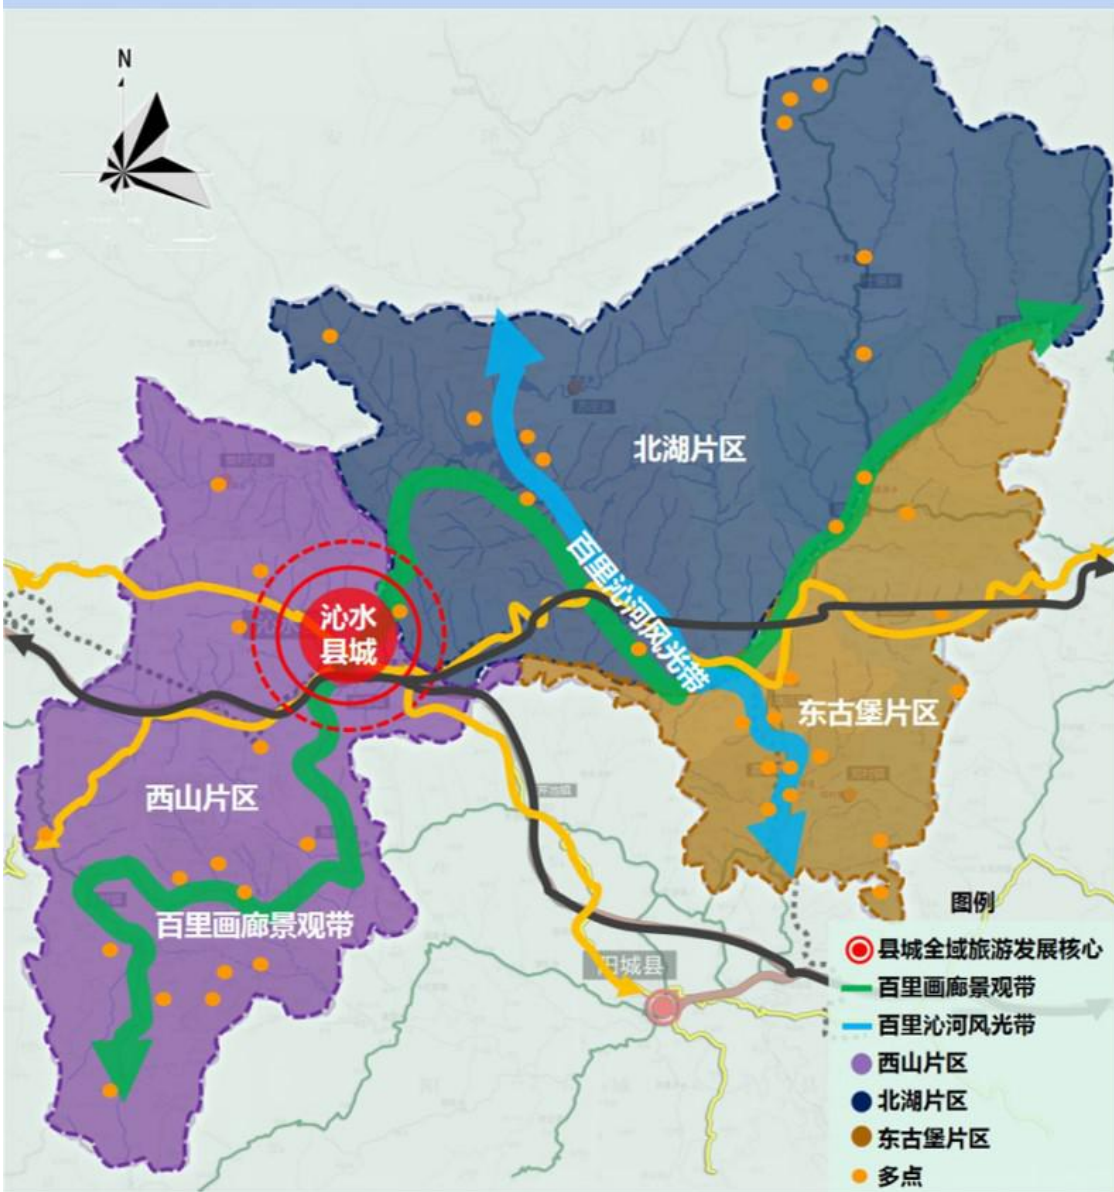 N
北湖片区
百里沁河风光带
沁水
县城
东古堡片区
西山片区
百里画廊景观带
阳城县
图例
县城全域旅游发展核心
百里画廊景观带
百里沁河风光带
西山片区
北湖片区
东古堡片区
多点